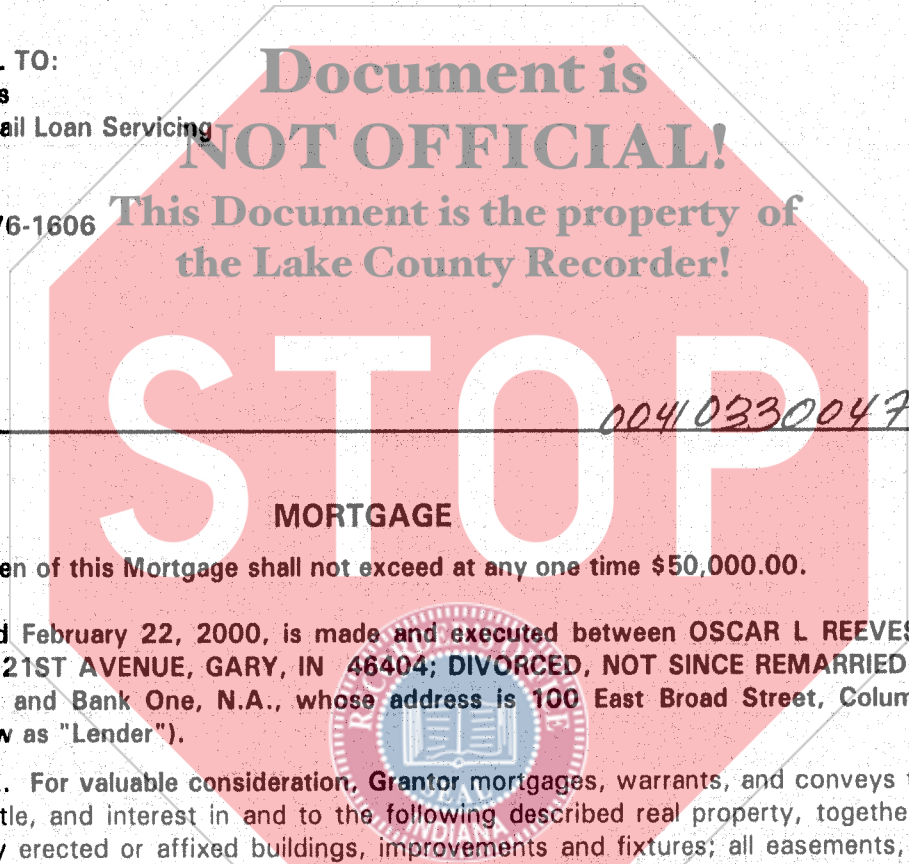 . TO:
s
ail Loan Servicing
76-1606
Document is
NOT OFFICIAL!
This Document is the property of
the Lake County Recorder!
STOP
00410330047
MORTGAGE
en of this Mortgage shall not exceed at any one time $50,000.00.
d February 22, 2000, is made and executed between OSCAR L REEVES
21ST AVENUE, GARY, IN 46404; DIVORCED, NOT SINCE REMARRIED
and Bank One, N.A., whose address is 100 East Broad Street, Colum
w as "Lender").
. For valuable consideration, Grantor mortgages, warrants, and conveys t
tle, and interest in and to the following described real property, togethe
y erected or affixed buildings, improvements and fixtures; all easements,
RECORDER
INDIANA